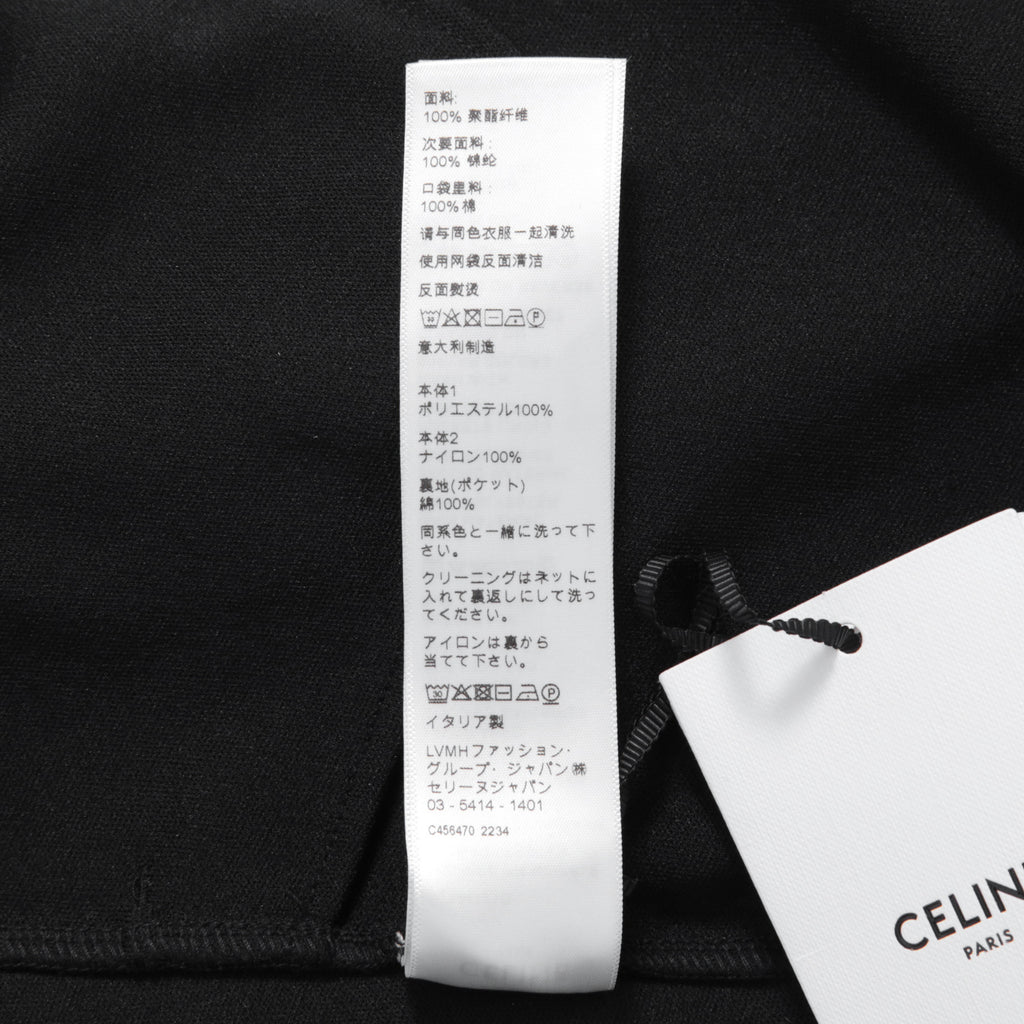 面料:
100% 聚酯纤维
次要面料:
100% 锦纶
口袋里料:
100% 棉
请与同色衣服一起清洗
使用网袋反面清洁
反面熨烫
意大利制造
本体1
ポリエステル100%
本体2
ナイロン100%
裏地(ポケット)
綿100%
同系色と一緒に洗って下
さい。
クリーニングはネットに
入れて裏返しにして洗っ
てください。
アイロンは裏から
当てて下さい。
イタリア製
LVMHファッション・
グループ・ジャパン㈱
セリーヌジャパン
03 - 5414 - 1401
C456470 2234
CELIN
PARIS